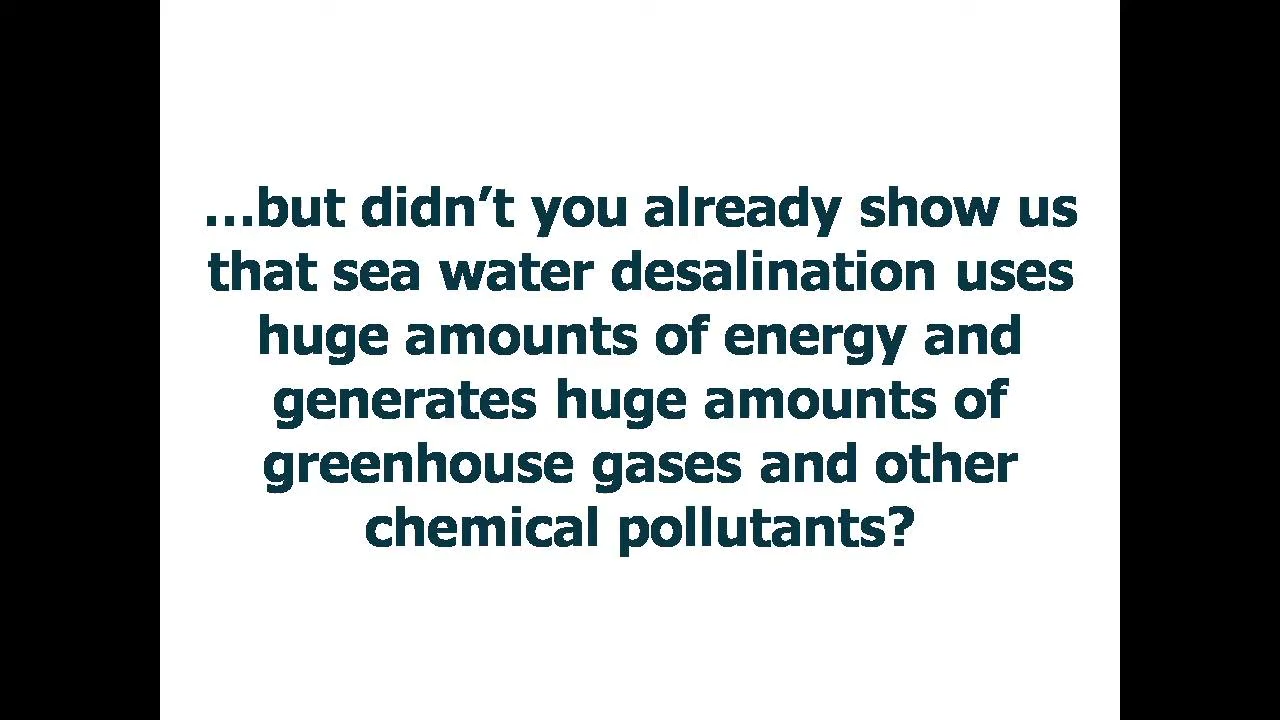 …but didn’t you already show us
that sea water desalination uses
huge amounts of energy and
generates huge amounts of
greenhouse gases and other
chemical pollutants?